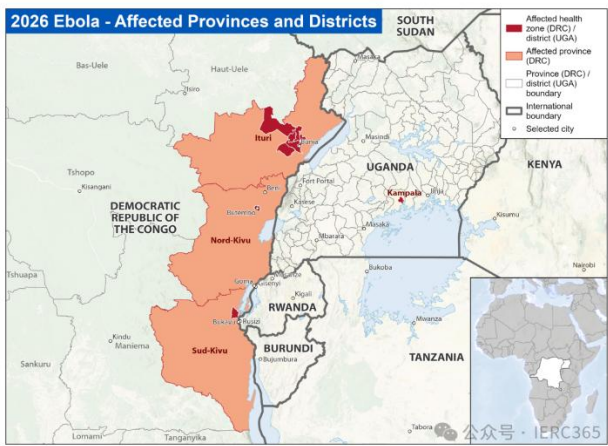 2026 Ebola - Affected Provinces and Districts
Affected health
zone (DRC) /
district (UGA)
Affected province
(DRC)
Province (DRC) /
district (UGA)
boundary
International
boundary
Selected city
SOUTH
SUDAN
Bas-Uele
Haut-Uele
Isiro
Ituri
Bunia
Masindi
UGANDA
KENYA
Tshopo
Kisangani
Fort Portal
Kampala
Jinja
Beni
Kasese
DEMOCRATIC
REPUBLIC OF
THE CONGO
Butembo
Masaka
Kisumu
Nord-Kivu
Mbarara
Tshuapa
Goma
Gisenyi
Bukoba
Nairobi
Kigali
RWANDA
Bukavu
Rusizi
Mwanza
Kindu
Maniema
Sud-Kivu
BURUNDI
Bujumbura
TANZANIA
Sankuru
Lomami
Tanganyika
Tabora
公众号 · IERC365